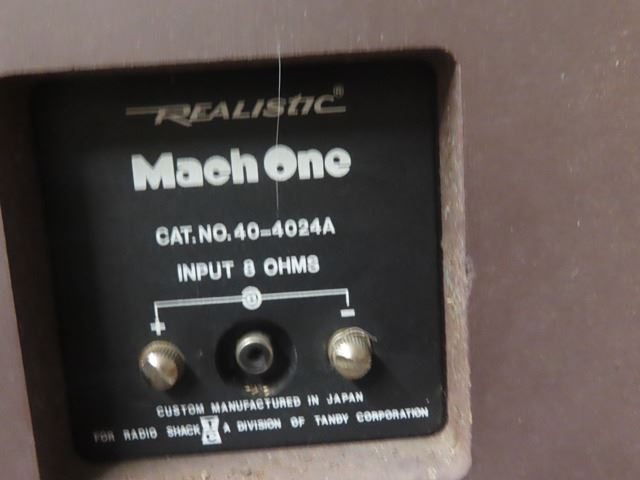 REALISTIC®
Mach One
CAT. NO. 40-4024A
INPUT 8 OHMS
+ -
CUSTOM MANUFACTURED IN JAPAN
FOR RADIO SHACK A DIVISION OF TANDY CORPORATION